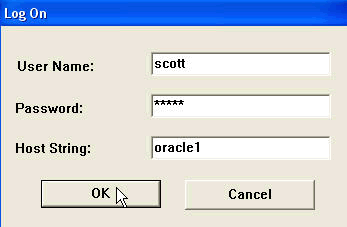 Log On
User Name: scott
Password: *****
Host String: oracle1
OK Cancel